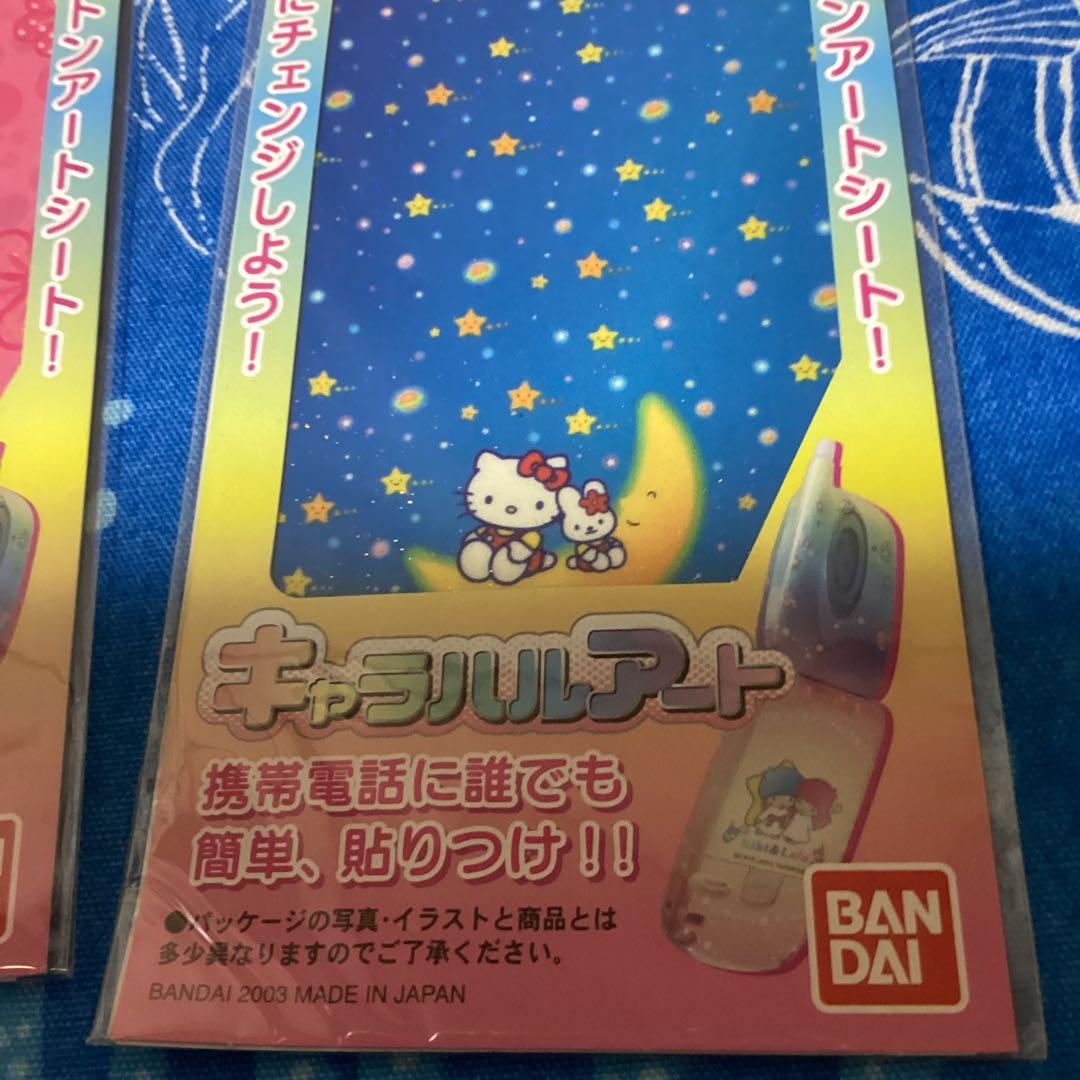 トンアートシート!
にチェンジしよう!
ンアートシート!
キャラハルアート
携帯電話に誰でも
簡単、貼りつけ!!
●パッケージの写真・イラストと商品とは
多少異なりますのでご了承ください。
BANDAI 2003 MADE IN JAPAN
Kiki & Lala
BAN
DAI